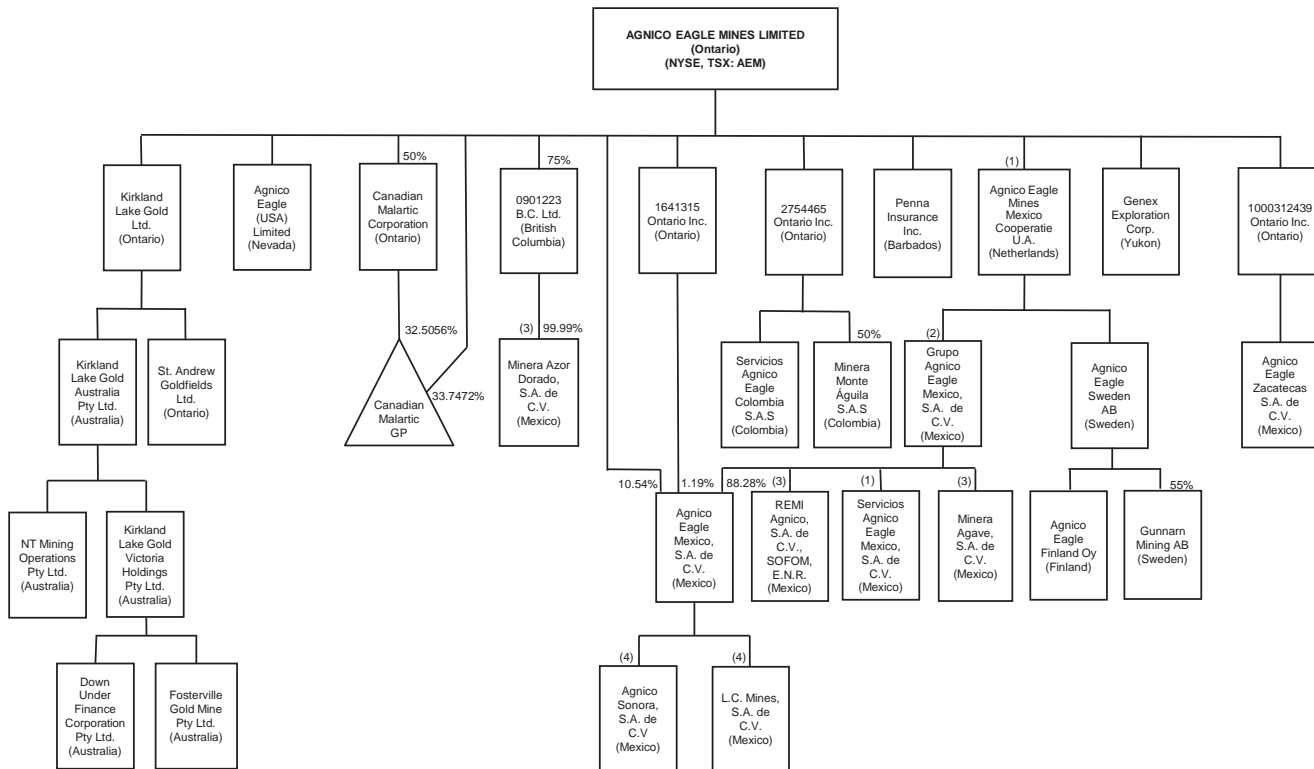 AGNICO EAGLE MINES LIMITED
(Ontario)
(NYSE, TSX: AEM)
Kirkland
Lake Gold
Ltd.
(Ontario)
Agnico
Eagle
(USA)
Limited
(Nevada)
50%
Canadian
Malartic
Corporation
(Ontario)
75%
0901223
B.C. Ltd.
(British
Columbia)
1641315
Ontario Inc.
(Ontario)
2754465
Ontario Inc.
(Ontario)
Penna
Insurance
Inc.
(Barbados)
(1)
Agnico Eagle
Mines
Mexico
Cooperatie
U.A.
(Netherlands)
Genex
Exploration
Corp.
(Yukon)
1000312439
Ontario Inc.
(Ontario)
Kirkland
Lake Gold
Australia
Pty Ltd.
(Australia)
St. Andrew
Goldfields
Ltd.
(Ontario)
32.5056%
33.7472%
Canadian
Malartic
GP
(3) 99.99%
Minera Azor
Dorado,
S.A. de
C.V.
(Mexico)
Servicios
Agnico
Eagle
Colombia
S.A.S
(Colombia)
50%
Minera
Monte
Águila
S.A.S
(Colombia)
(2)
Grupo
Agnico
Eagle
Mexico,
S.A. de
C.V.
(Mexico)
Agnico
Eagle
Sweden
AB
(Sweden)
Agnico
Eagle
Zacatecas
S.A. de
C.V.
(Mexico)
NT Mining
Operations
Pty Ltd.
(Australia)
Kirkland
Lake Gold
Victoria
Holdings
Pty Ltd.
(Australia)
10.54%
1.19%
88.28%
Agnico
Eagle
Mexico,
S.A. de
C.V.
(Mexico)
(3)
REMI
Agnico,
S.A. de
C.V.,
SOFOM,
E.N.R.
(Mexico)
(1)
Servicios
Agnico
Eagle
Mexico,
S.A. de
C.V.
(Mexico)
(3)
Minera
Agave,
S.A. de
C.V.
(Mexico)
Agnico
Eagle
Finland Oy
(Finland)
55%
Gunnarn
Mining AB
(Sweden)
Down
Under
Finance
Corporation
Pty Ltd.
(Australia)
Fosterville
Gold Mine
Pty Ltd.
(Australia)
(4)
Agnico
Sonora,
S.A. de
C.V
(Mexico)
(4)
L.C. Mines,
S.A. de
C.V.
(Mexico)